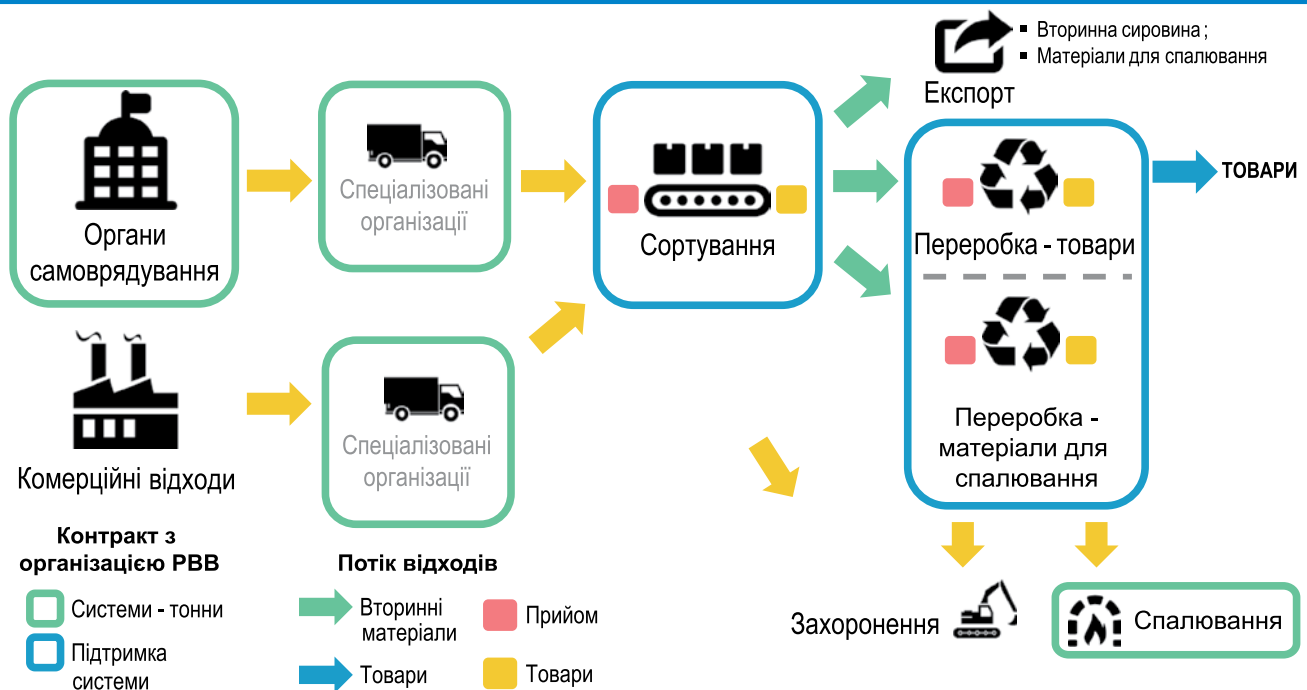 ▪ Вторинна сировина ;
▪ Матеріали для спалювання
Експорт
Органи
самоврядування
Спеціалізовані
організації
Сортування
Переробка - товари
ТОВАРИ
Переробка -
матеріали для
спалювання
Комерційні відходи
Спеціалізовані
організації
Захоронення
Спалювання
Контракт з
організацією РВВ
Системи - тонни
Підтримка
системи
Потік відходів
Вторинні
матеріали
Товари
Прийом
Товари